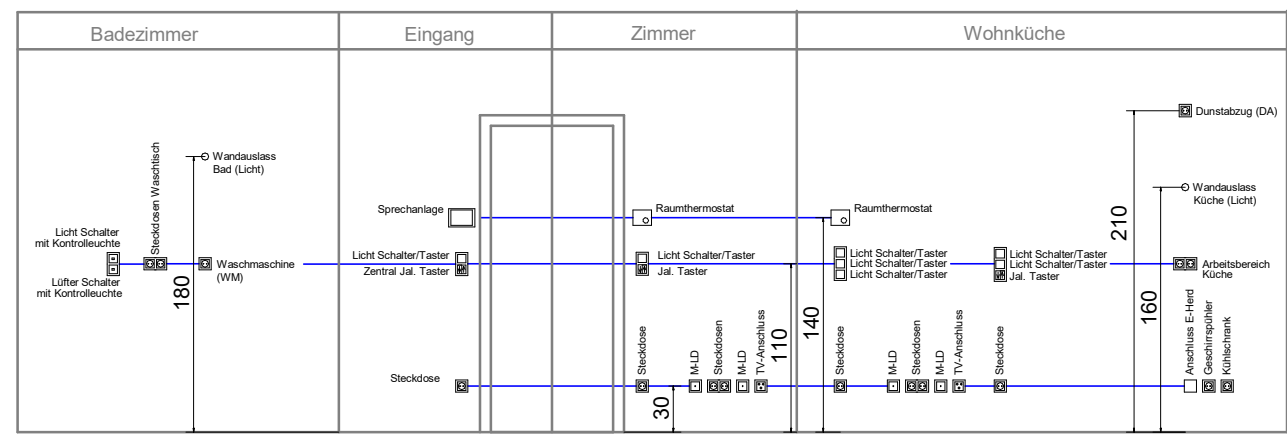 Badezimmer
Eingang
Zimmer
Wohnküche
Licht Schalter
mit Kontrolleuchte
Lüfter Schalter
mit Kontrolleuchte
Steckdosen Waschtisch
Wandauslass
Bad (Licht)
Waschmaschine
(WM)
180
Sprechanlage
Licht Schalter/Taster
Zentral Jal. Taster
Steckdose
Raumthermostat
Licht Schalter/Taster
Jal. Taster
Steckdose
M-LD
Steckdosen
M-LD
TV-Anschluss
30
110
140
Raumthermostat
Licht Schalter/Taster
Licht Schalter/Taster
Licht Schalter/Taster
Steckdose
M-LD
Steckdosen
M-LD
TV-Anschluss
Licht Schalter/Taster
Licht Schalter/Taster
Jal. Taster
Steckdose
210
160
Dunstabzug (DA)
Wandauslass
Küche (Licht)
Arbeitsbereich
Küche
Anschluss E-Herd
Geschirrspühler
Kühlschrank